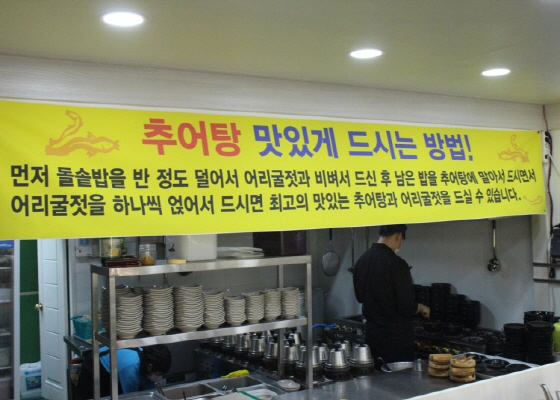 추어탕 맛있게 드시는 방법!
먼저 돌솥밥을 반 정도 덜어서 어리굴젓과 비벼서 드신 후 남은 밥을 추어탕에 말아서 드시면서
어리굴젓을 하나씩 얹어서 드시면 최고의 맛있는 추어탕과 어리굴젓을 드실 수 있습니다..